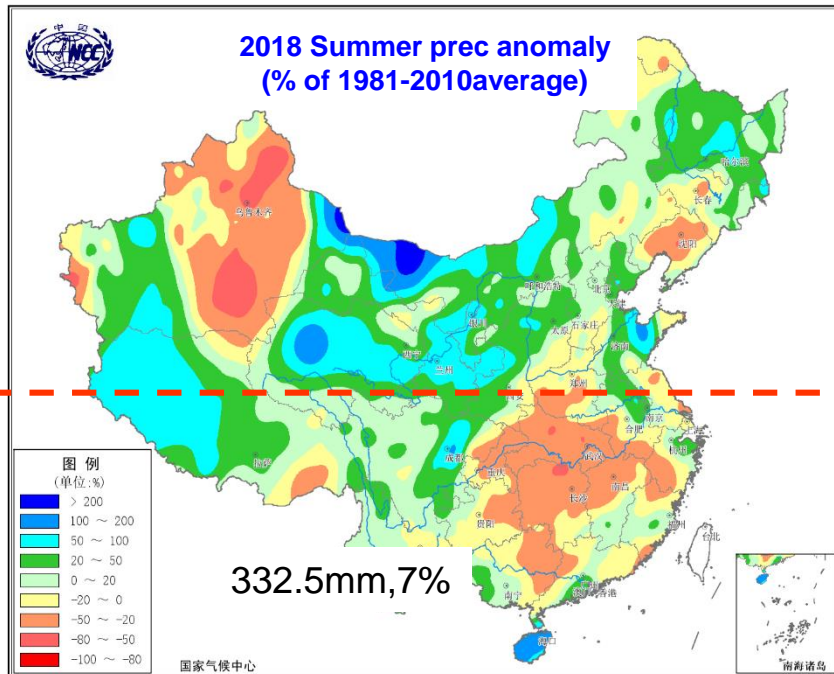 中 国
NCC
2018 Summer prec anomaly
(% of 1981-2010average)
哈尔滨
长春
乌鲁木齐
沈阳
呼和浩特
北京
天津
银川
太原
石家庄
济南
西宁
兰州
郑州
西安
南京
合肥
上海
拉萨
成都
武汉
杭州
重庆
南昌
长沙
贵阳
福州
台北
332.5mm,7%
南宁
广州
澳门
香港
海口
图 例
(单位:%)
> 200
100 ~ 200
50 ~ 100
20 ~ 50
0 ~ 20
-20 ~ 0
-50 ~ -20
-80 ~ -50
-100 ~ -80
国家气候中心
南海诸岛